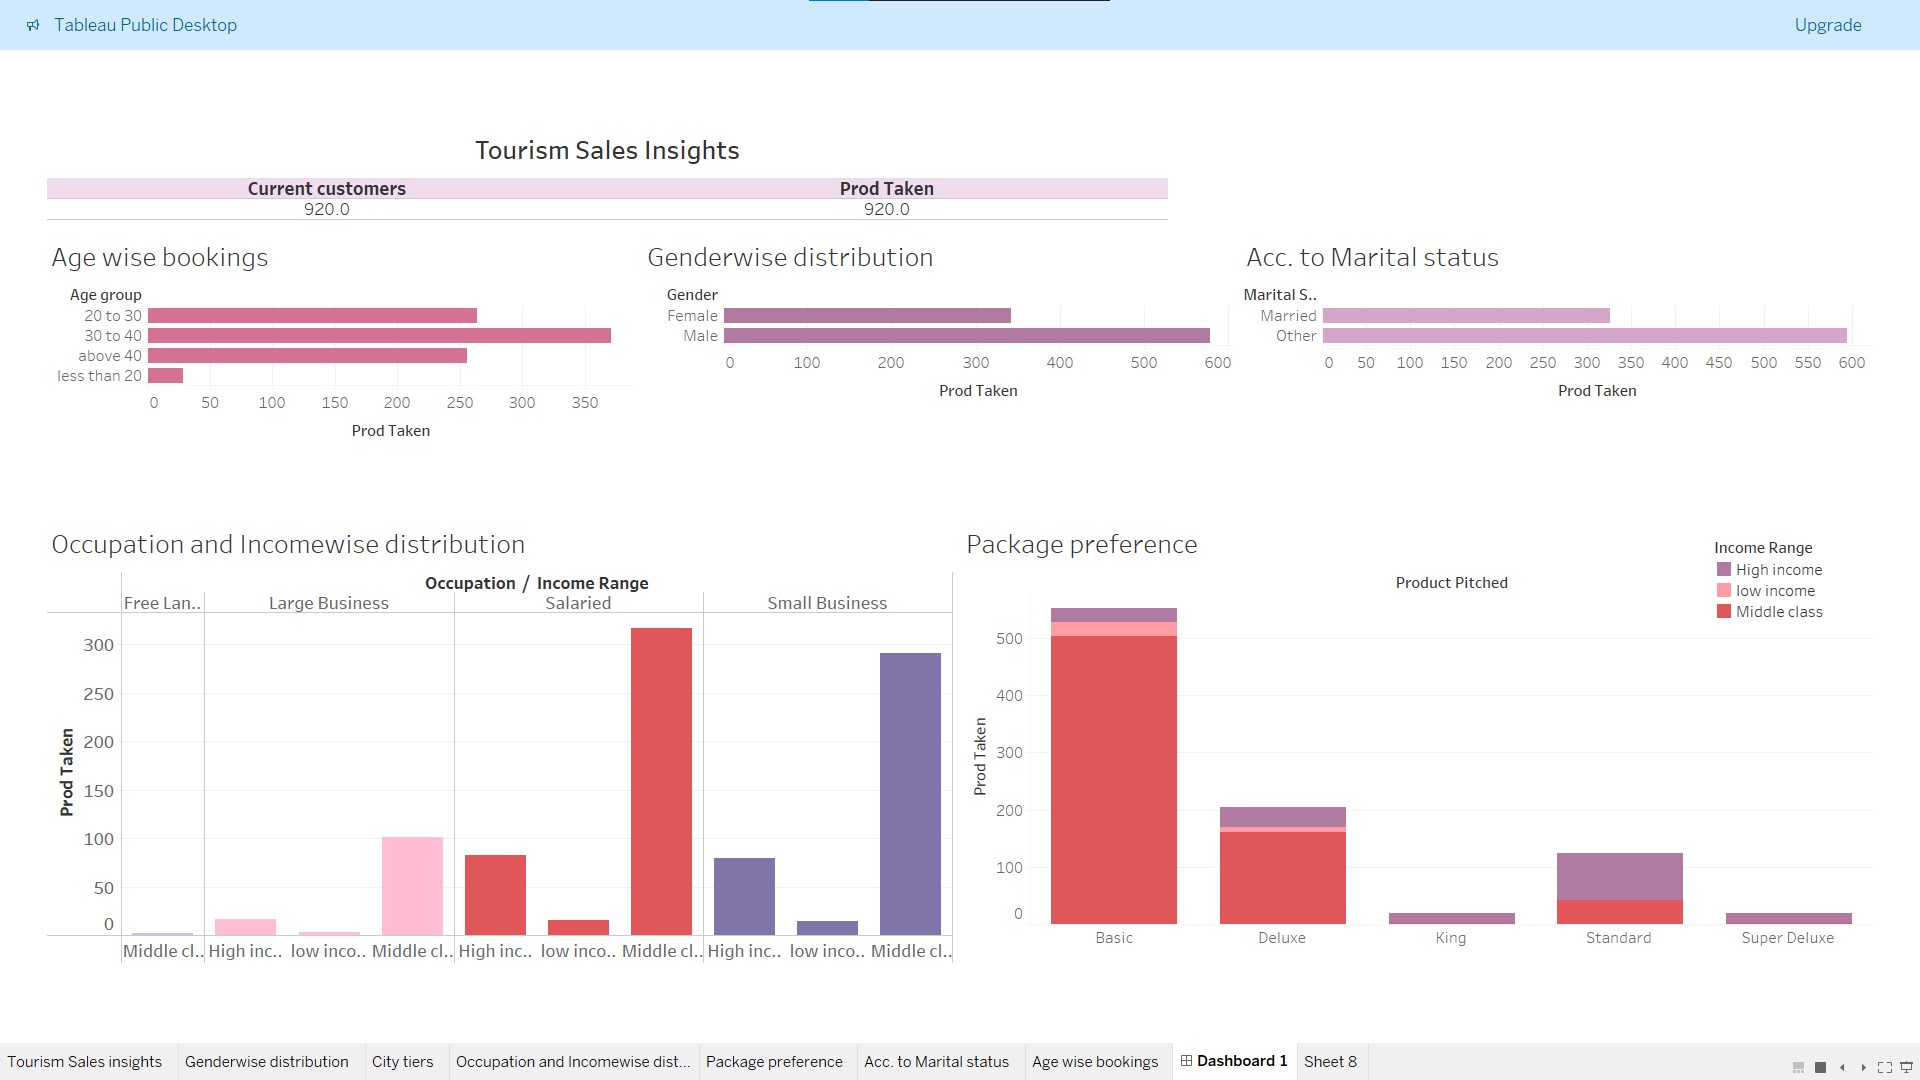 Tableau Public Desktop
Upgrade
Tourism Sales Insights
Current customers Prod Taken
920.0 920.0
Age wise bookings
Age group
20 to 30
30 to 40
above 40
less than 20
0 50 100 150 200 250 300 350
Prod Taken
Genderwise distribution
Gender
Female
Male
0 100 200 300 400 500 600
Prod Taken
Acc. to Marital status
Marital S..
Married
Other
0 50 100 150 200 250 300 350 400 450 500 550 600
Prod Taken
Occupation and Incomewise distribution
Occupation / Income Range
Free Lan.. Large Business Salaried Small Business
300
250
200
150
100
50
0
Prod Taken
Middle cl.. High inc.. low inco.. Middle cl.. High inc.. low inco.. Middle cl.. High inc.. low inco.. Middle cl..
Package preference
Product Pitched
Income Range
High income
low income
Middle class
500
400
300
200
100
0
Prod Taken
Basic Deluxe King Standard Super Deluxe
Tourism Sales insights Genderwise distribution City tiers Occupation and Incomewise dist... Package preference Acc. to Marital status Age wise bookings Dashboard 1 Sheet 8